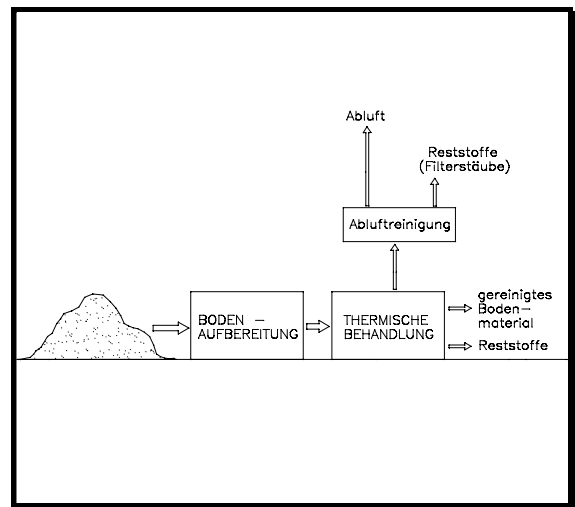 Abluft
Reststoffe
(Filterstäube)
Abluftreinigung
BODEN –
AUFBEREITUNG
THERMISCHE
BEHANDLUNG
gereinigtes
Boden–
material
Reststoffe